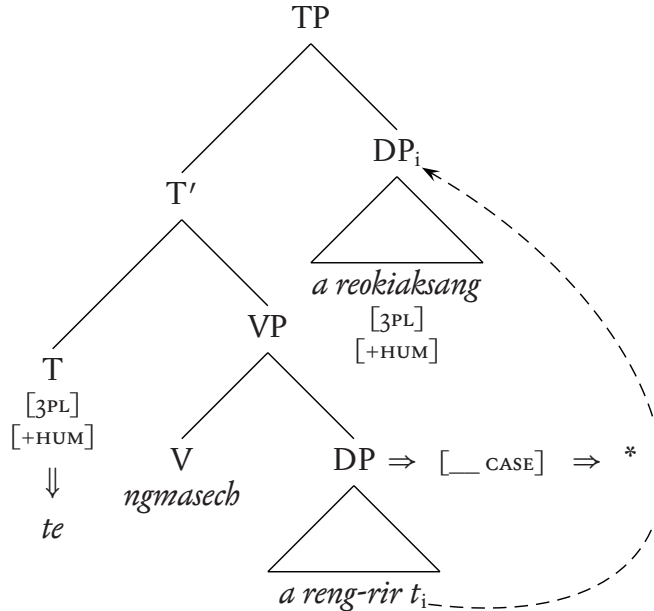 TP
DPᵢ
T′
a reokiaksang
[3PL]
[+HUM]
VP
T
[3PL]
[+HUM]
⇓
te
V
ngmasech
DP ⇒ [__ CASE] ⇒ *
a reng-rir tᵢ